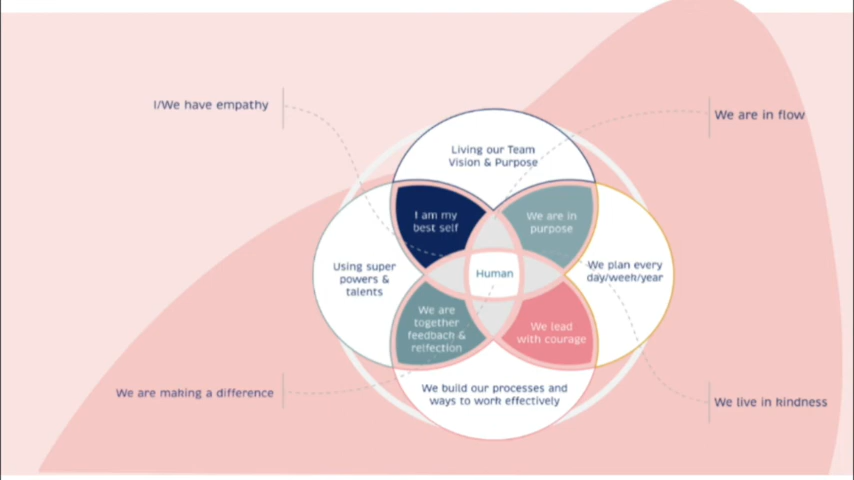 I/We have empathy
We are in flow
Living our Team
Vision & Purpose
I am my
best self
We are in
purpose
Using super
powers &
talents
Human
We plan every
day/week/year
We are
together
feedback &
relfection
We lead
with courage
We build our processes and
ways to work effectively
We are making a difference
We live in kindness